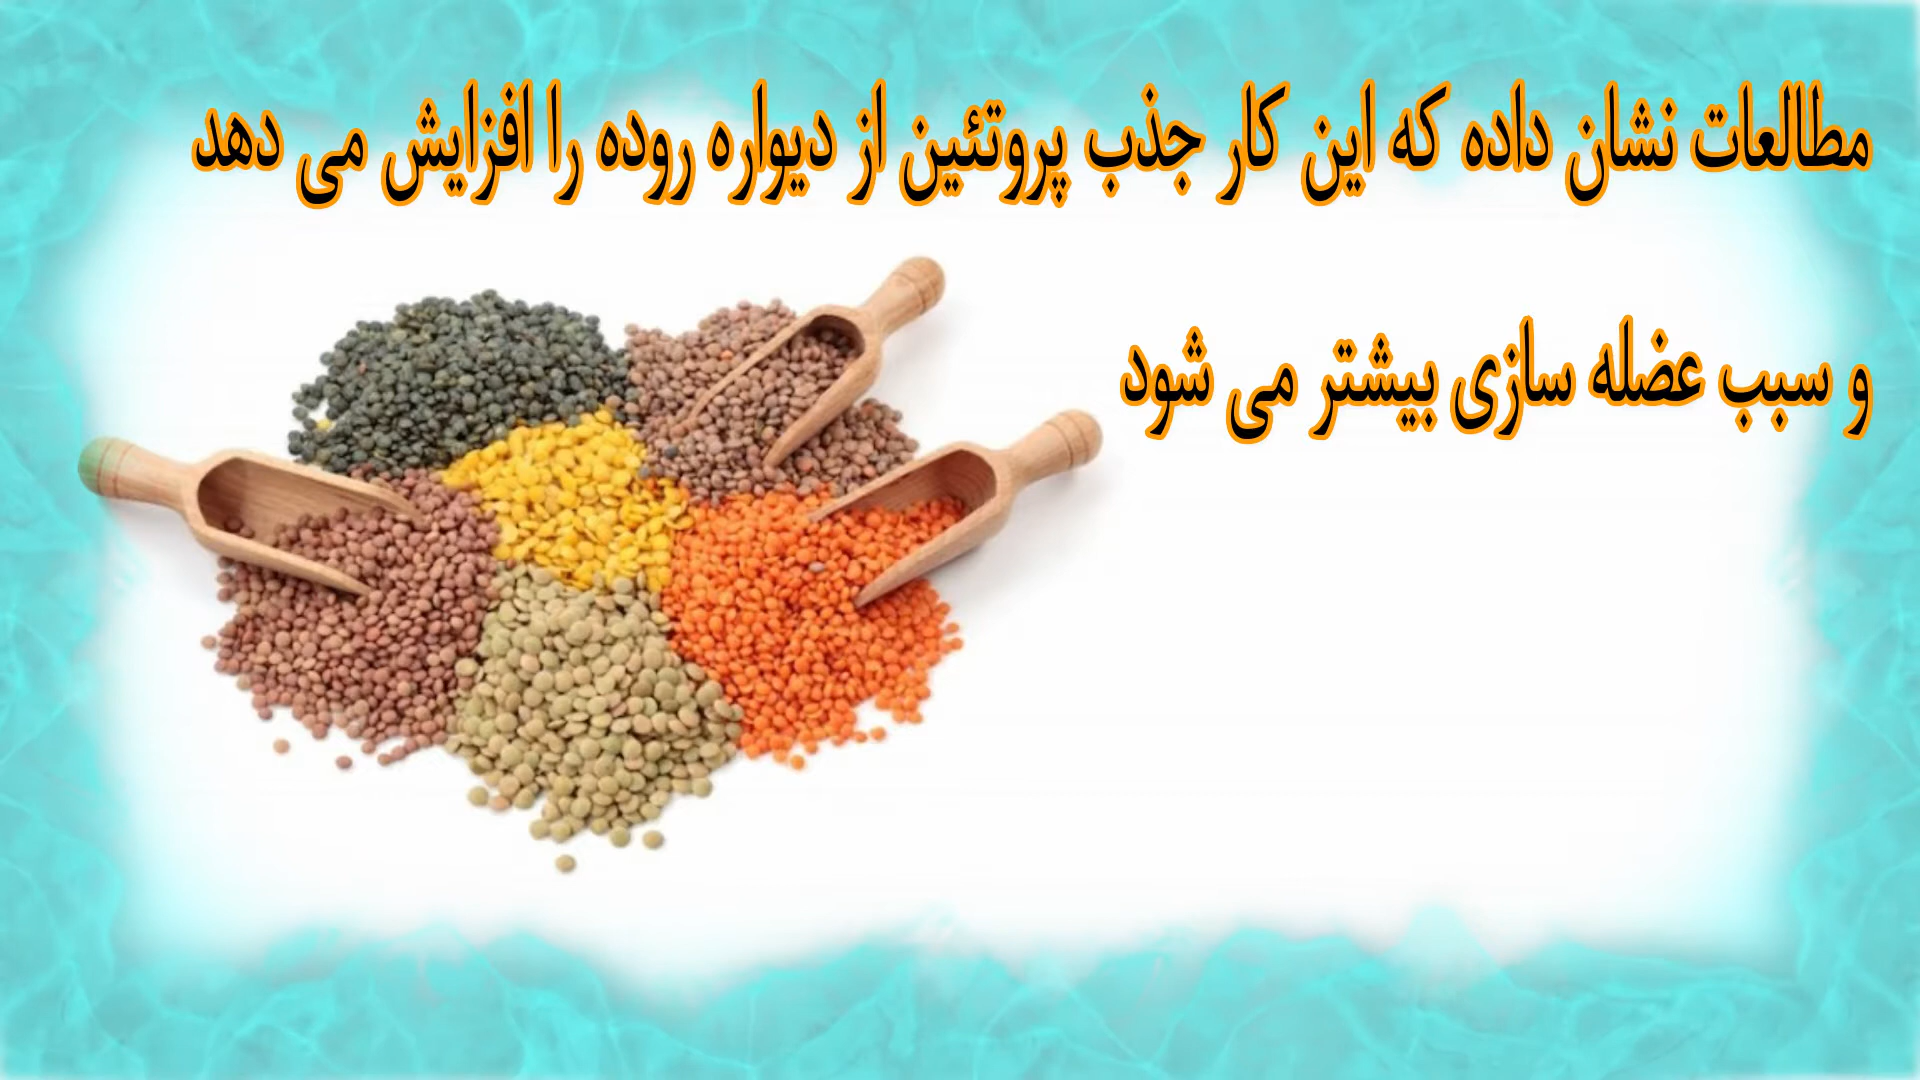 مطالعات نشان داده که این کار جذب پروتئین از دیواره روده را افزایش می دهد
و سبب عضله سازی بیشتر می شود